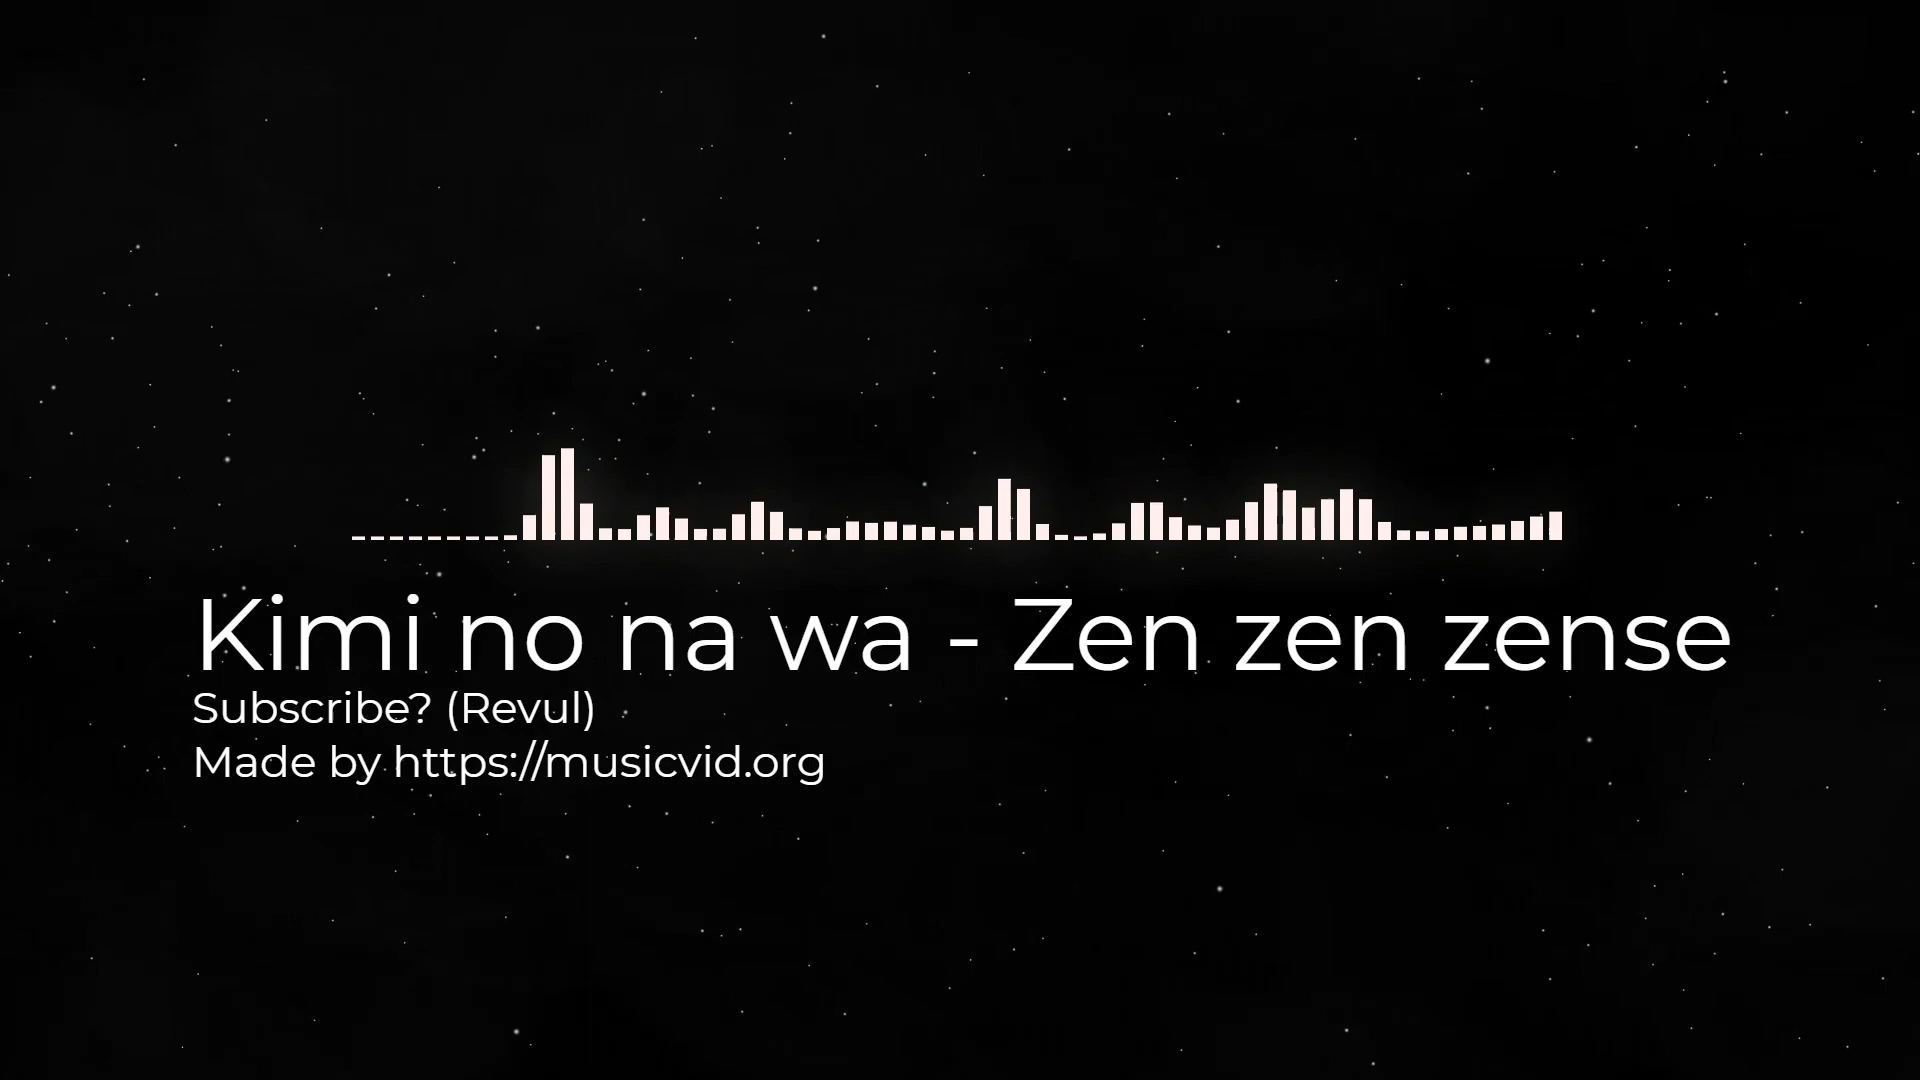 Kimi no na wa - Zen zen zense
Subscribe? (Revul)
Made by https://musicvid.org